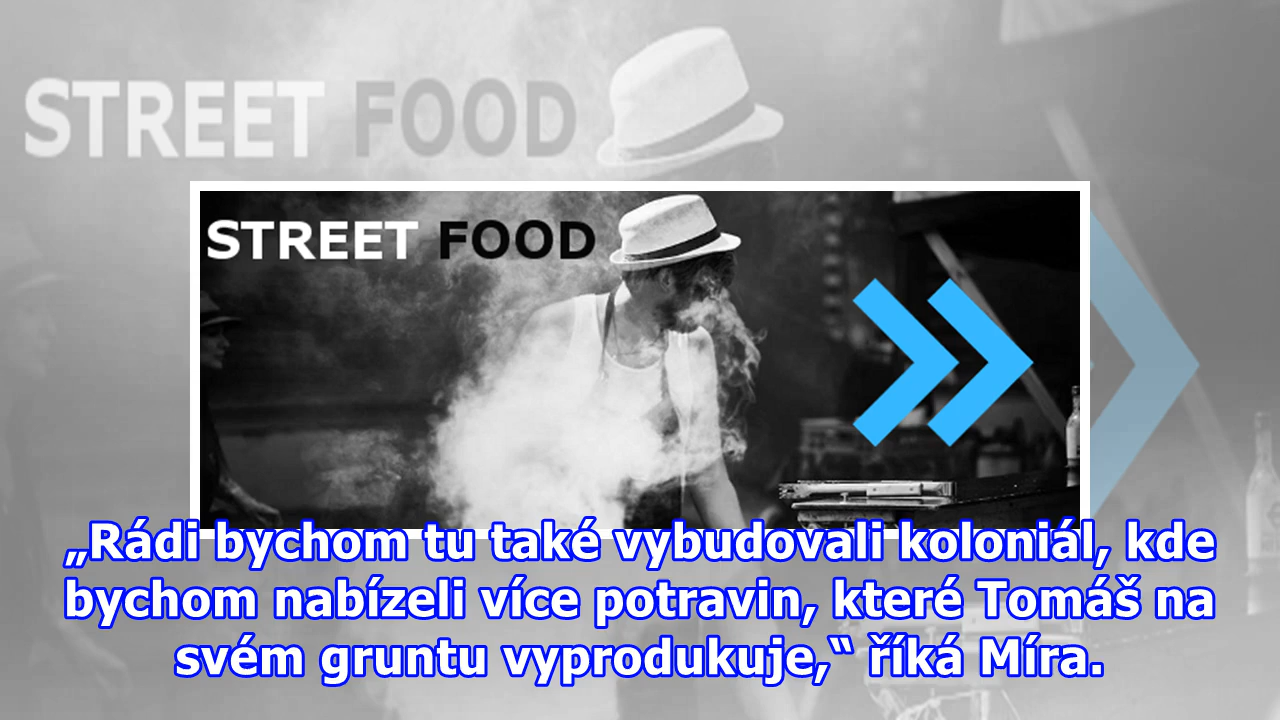 STREET FOOD
STREET FOOD
„Rádi bychom tu také vybudovali koloniál, kde
bychom nabízeli více potravin, které Tomáš na
svém gruntu vyprodukuje,“ říká Míra.